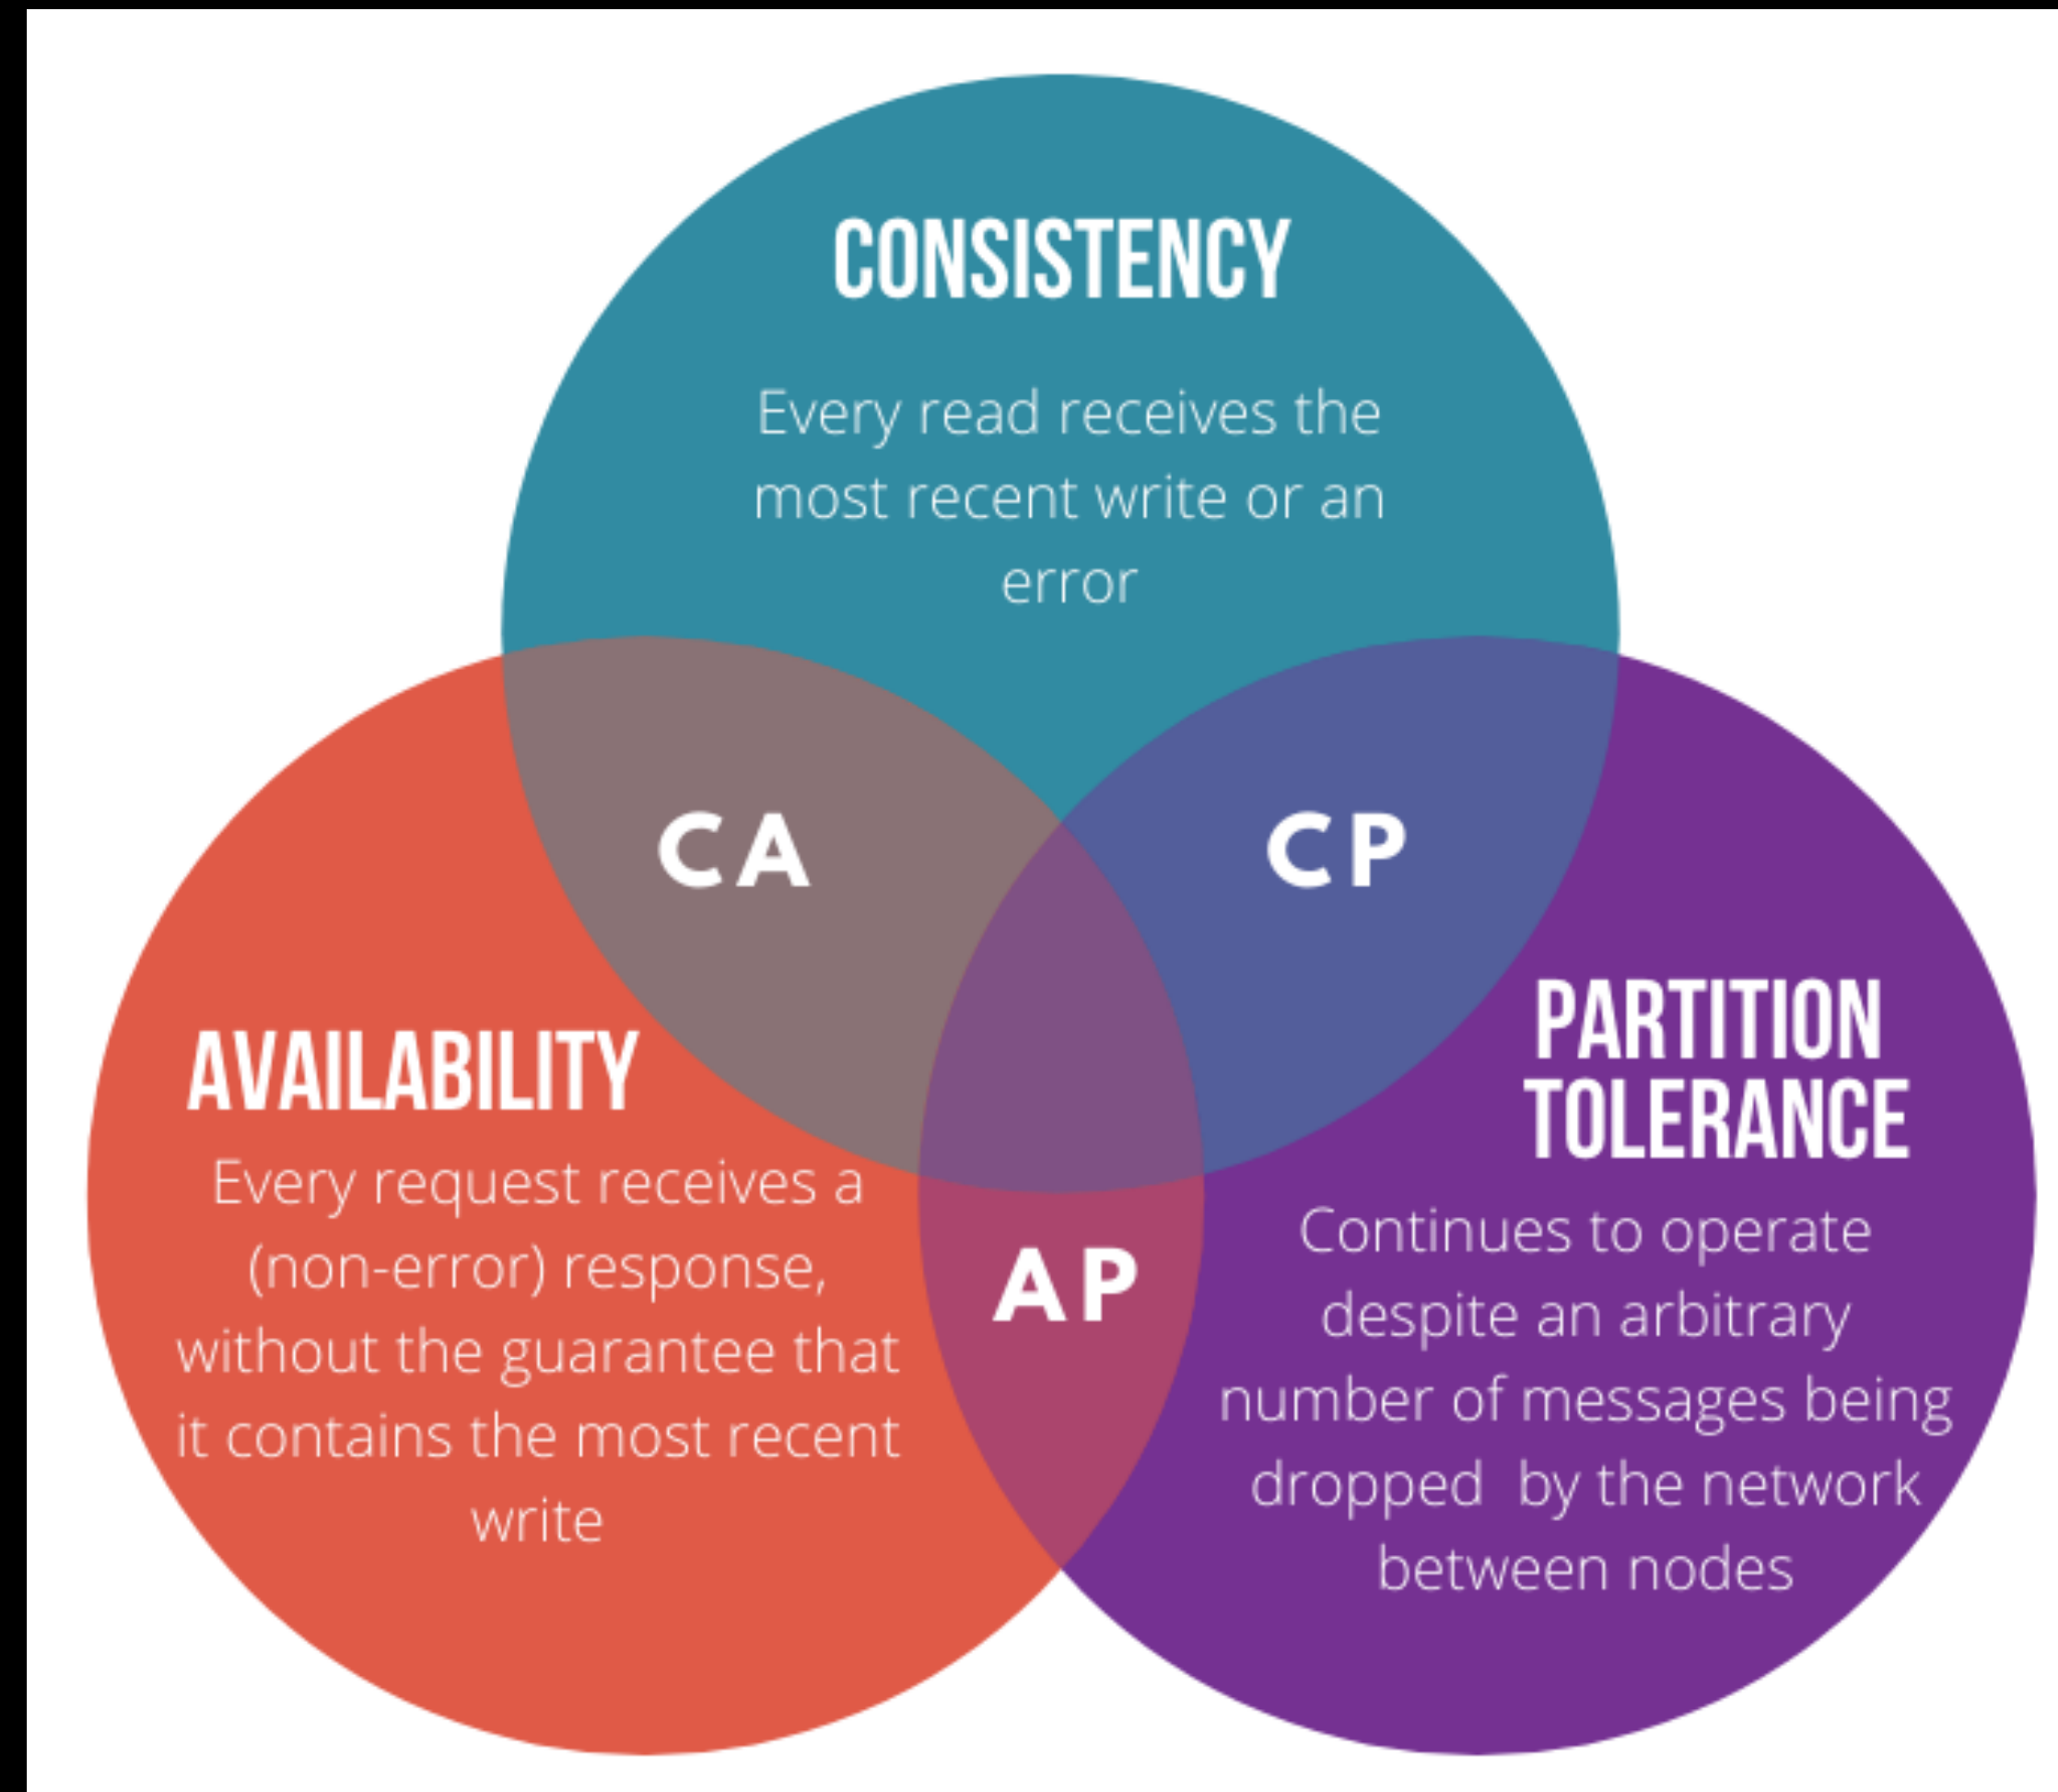 CONSISTENCY
Every read receives the
most recent write or an
error
CA
CP
AVAILABILITY
Every request receives a
(non-error) response,
without the guarantee that
it contains the most recent
write
AP
PARTITION
TOLERANCE
Continues to operate
despite an arbitrary
number of messages being
dropped  by the network
between nodes